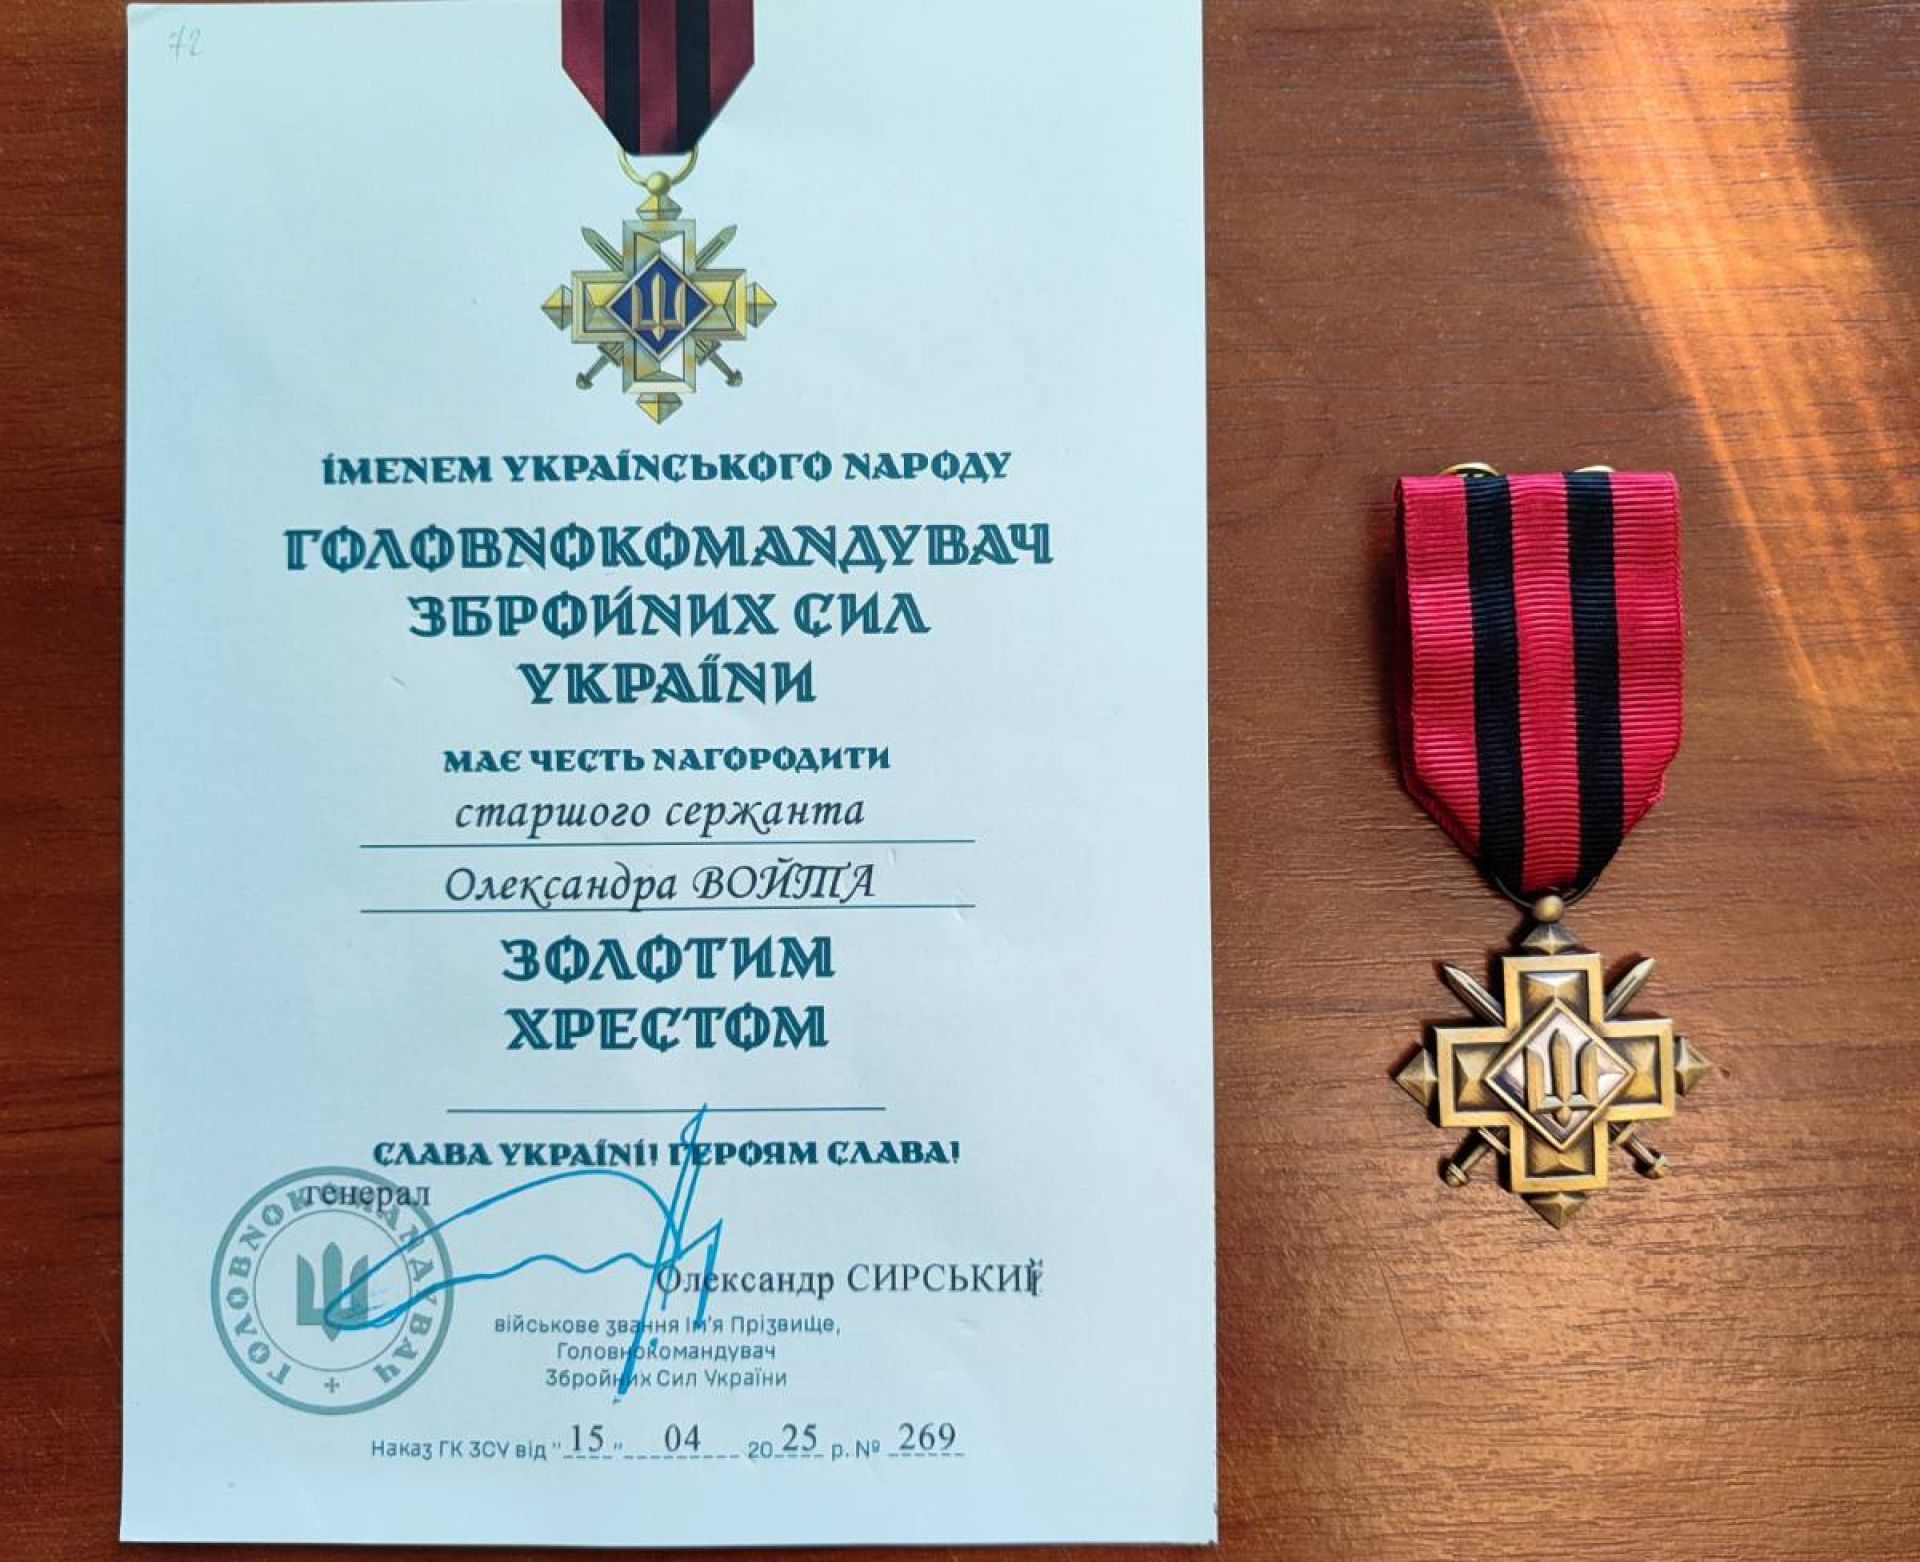 72
ІМЕНЕМ УКРАЇНСЬКОГО НАРОДУ
ГОЛОВНОКОМАНДУВАЧ
ЗБРОЙНИХ СИЛ
УКРАЇНИ
МАЄ ЧЕСТЬ НАГОРОДИТИ
старшого сержанта
Олександра ВОЙТА
ЗОЛОТИМ
ХРЕСТОМ
СЛАВА УКРАЇНІ! ГЕРОЯМ СЛАВА!
генерал
ГОЛОВНОКОМАНДУВАЧ
Олександр СИРСЬКИЙ
військове звання Ім'я Прізвище,
Головнокомандувач
Збройних Сил України
Наказ ГК ЗСУ від "15" 04 2025 р. № 269